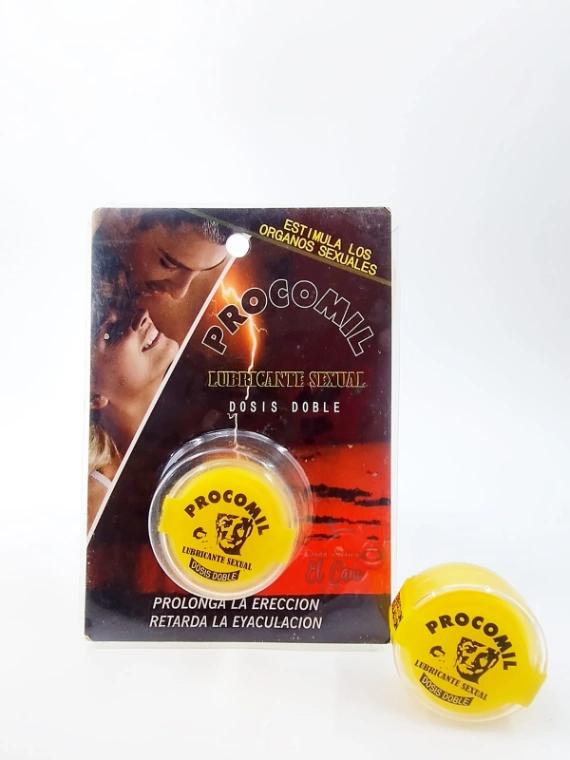 ESTIMULA LOS
ORGANOS SEXUALES
PROCOMIL
LUBRICANTE SEXUAL
DOSIS DOBLE
PROCOMIL
LUBRICANTE SEXUAL
DOSIS DOBLE
El
PROLONGA LA ERECCION
RETARDA LA EYACULACION
PROCOMIL
LUBRICANTE SEXUAL
DOSIS DOBLE